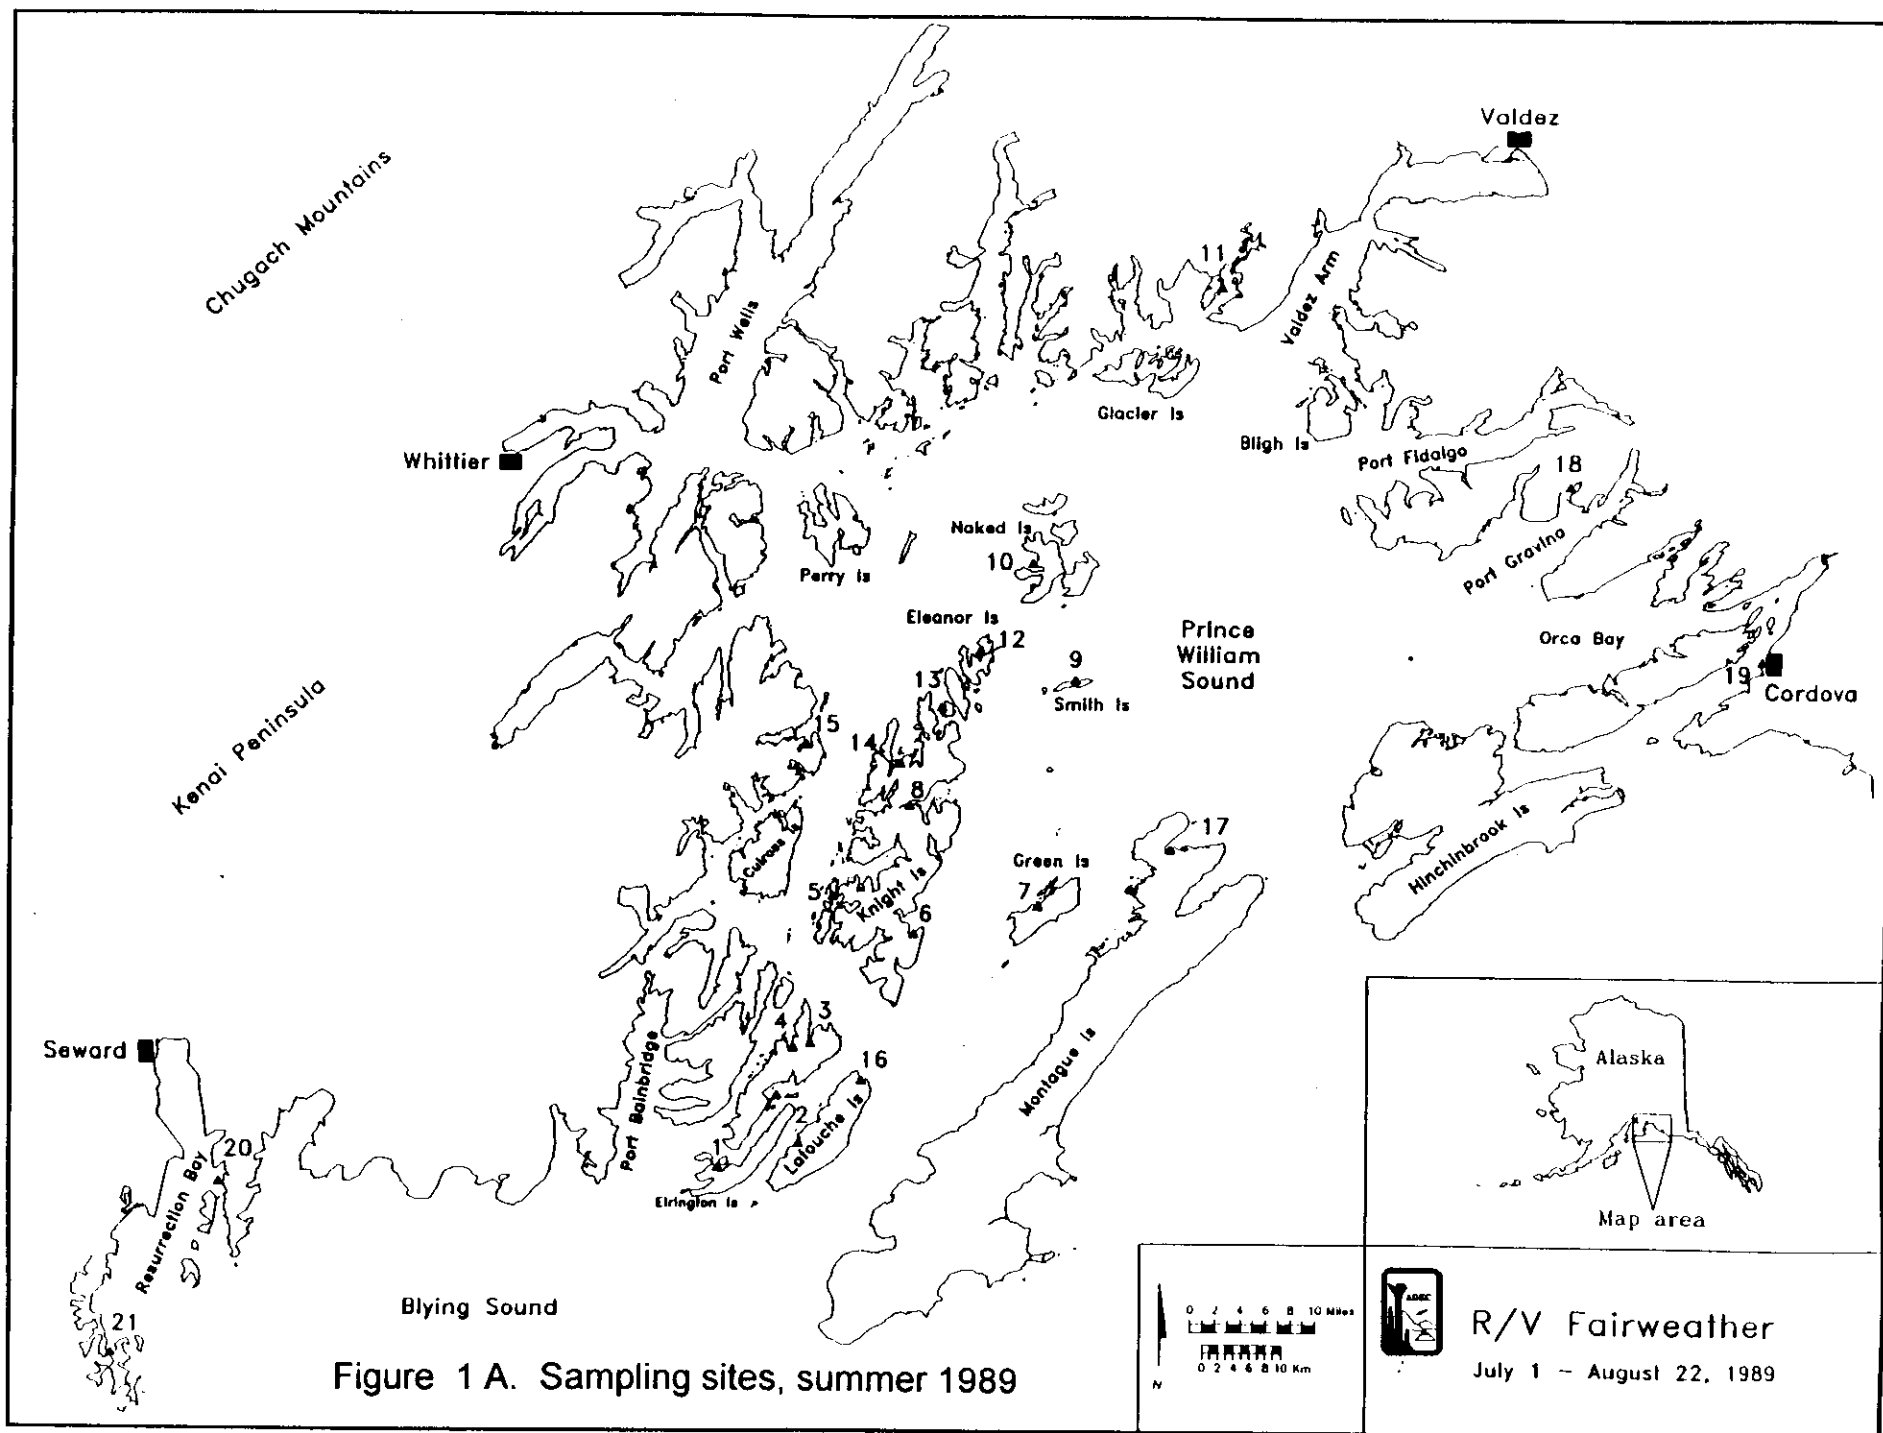 Valdez
Chugach Mountains
11
Valdez Arm
Port Wells
Glacier Is
Bligh Is
Whittier
Port Fidalgo
18
Naked Is
10
Perry Is
Port Gravina
Eleanor Is
12
Prince
William
Sound
Orca Bay
9
13
Smith Is
19
Cordova
Kenai Peninsula
15
14
8
17
Culross
Green Is
Hinchinbrook Is
5
Knight Is
7
6
4
3
Seward
16
Montague Is
Alaska
Port Bainbridge
2
Latouche Is
1
20
Resurrection Bay
Elrington Is
Map area
Blying Sound
21
0 2 4 6 8 10 Miles
0 2 4 6 8 10 Km
N
ADEC
R/V Fairweather
July 1 - August 22, 1989
Figure 1 A. Sampling sites, summer 1989